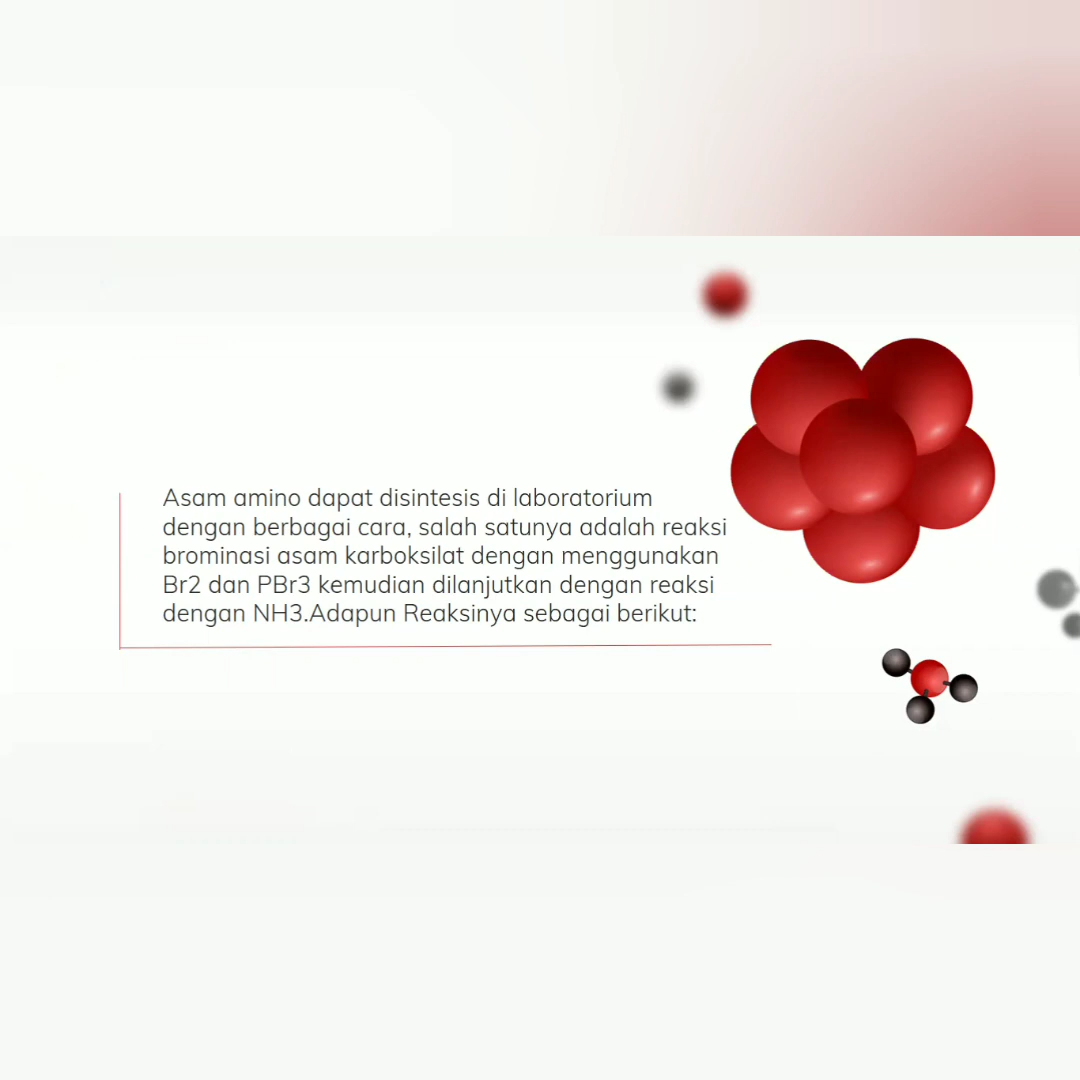 Asam amino dapat disintesis di laboratorium
dengan berbagai cara, salah satunya adalah reaksi
brominasi asam karboksilat dengan menggunakan
Br2 dan PBr3 kemudian dilanjutkan dengan reaksi
dengan NH3.Adapun Reaksinya sebagai berikut: